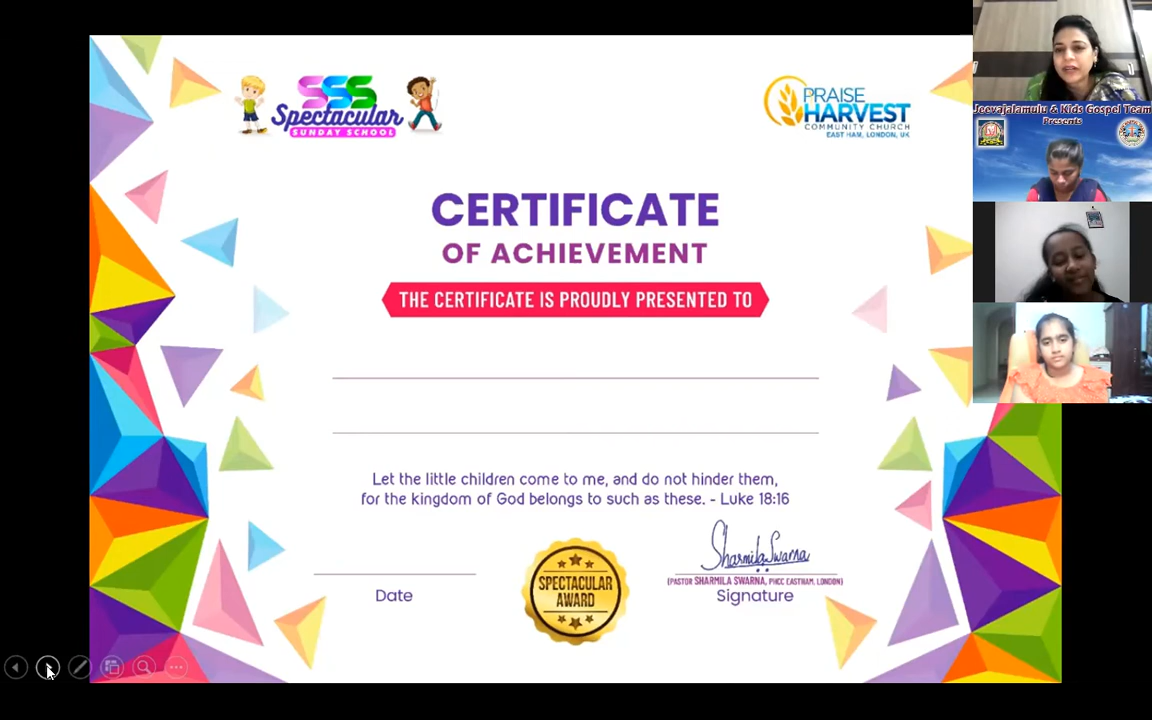 SSS
Spectacular
SUNDAY SCHOOL
PRAISE
HARVEST
COMMUNITY CHURCH
EAST HAM, LONDON, UK
CERTIFICATE
OF ACHIEVEMENT
THE CERTIFICATE IS PROUDLY PRESENTED TO
Let the little children come to me, and do not hinder them,
for the kingdom of God belongs to such as these. - Luke 18:16
SPECTACULAR
AWARD
Date
Sharmila Swarna
(PASTOR SHARMILA SWARNA, PHCC EASTHAM, LONDON)
Signature
Jeevajalamulu & Kids Gospel Team
Presents